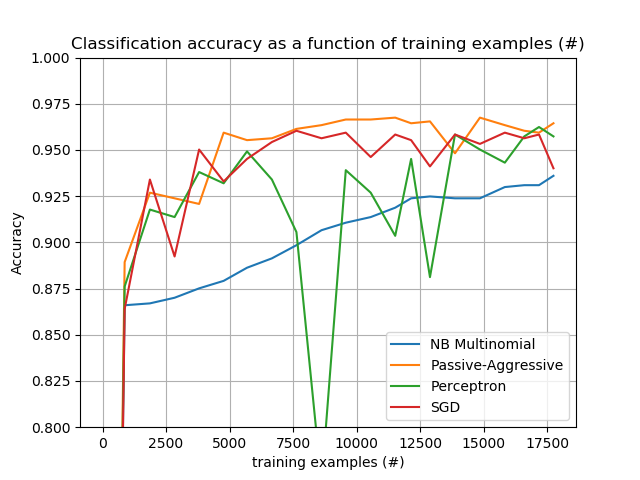 Classification accuracy as a function of training examples (#)
1.000
0.975
0.950
0.925
0.900
0.875
0.850
0.825
0.800
Accuracy
NB Multinomial
Passive-Aggressive
Perceptron
SGD
0 2500 5000 7500 10000 12500 15000 17500
training examples (#)